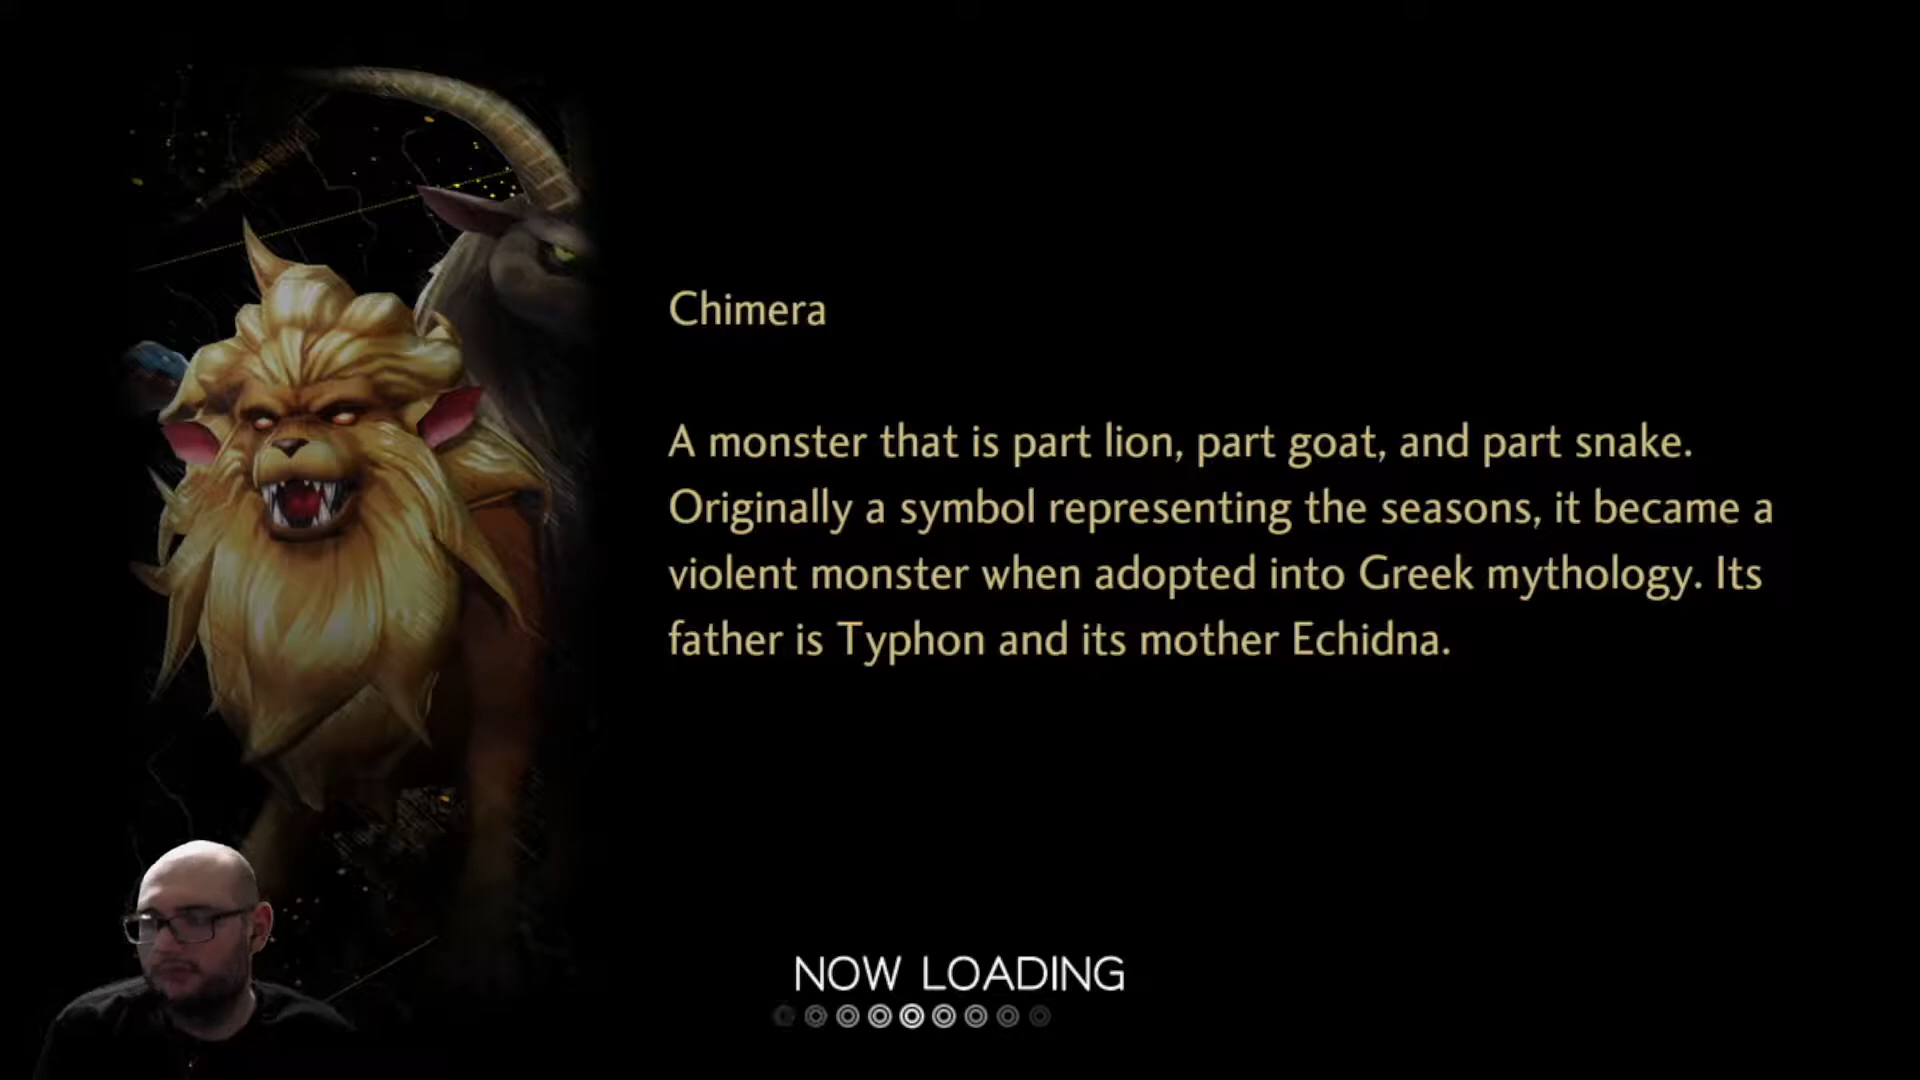 Chimera
A monster that is part lion, part goat, and part snake.
Originally a symbol representing the seasons, it became a
violent monster when adopted into Greek mythology. Its
father is Typhon and its mother Echidna.
NOW LOADING